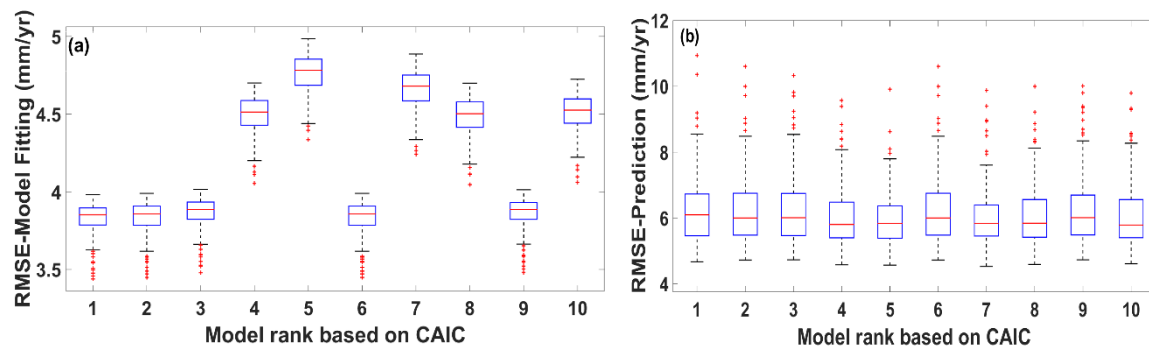 (a)
RMSE-Model Fitting (mm/yr)
5
4.5
4
3.5
1 2 3 4 5 6 7 8 9 10
Model rank based on CAIC
(b)
RMSE-Prediction (mm/yr)
12
10
8
6
4
1 2 3 4 5 6 7 8 9 10
Model rank based on CAIC